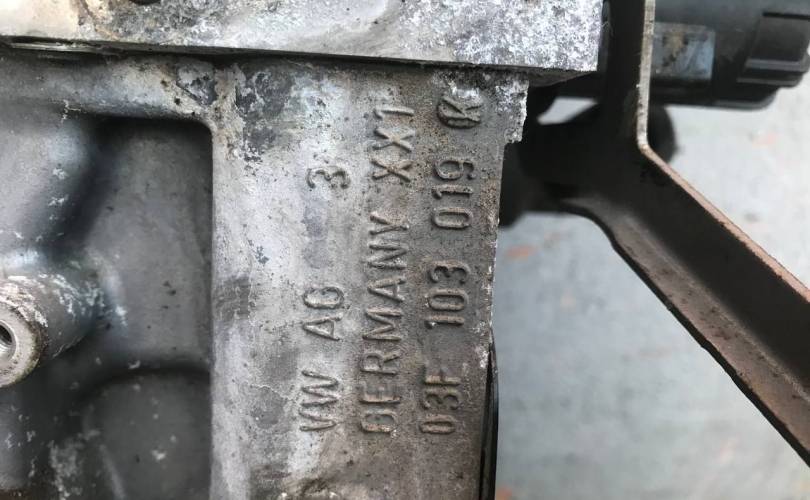 VW AG 3
GERMANY XX1
03F 103 019 K